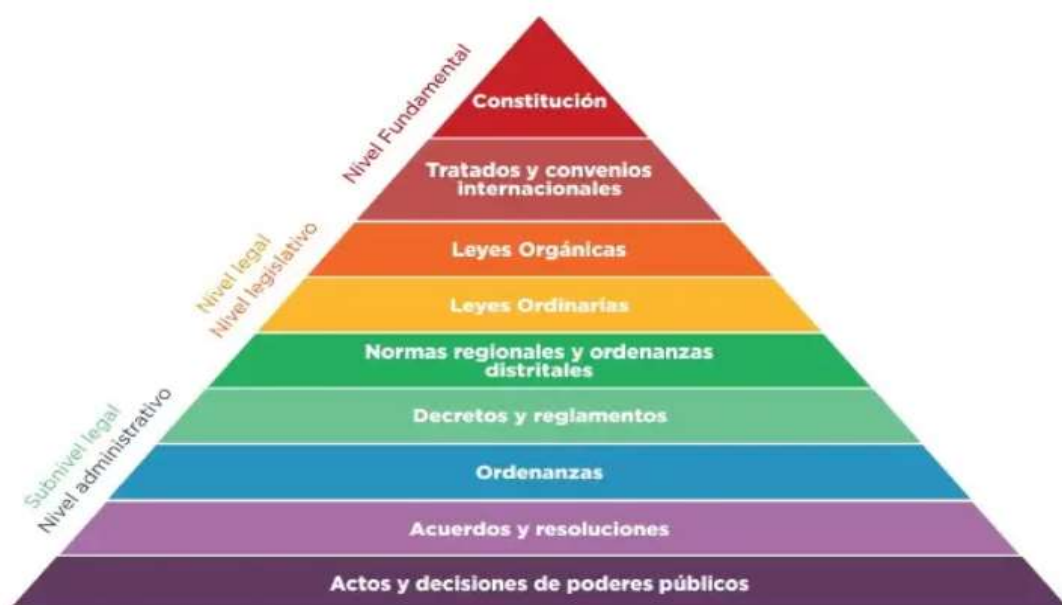 Nivel Fundamental
Constitución
Tratados y convenios
internacionales
Nivel legal
Nivel legislativo
Leyes Orgánicas
Leyes Ordinarias
Normas regionales y ordenanzas
distritales
Subnivel legal
Nivel administrativo
Decretos y reglamentos
Ordenanzas
Acuerdos y resoluciones
Actos y decisiones de poderes públicos